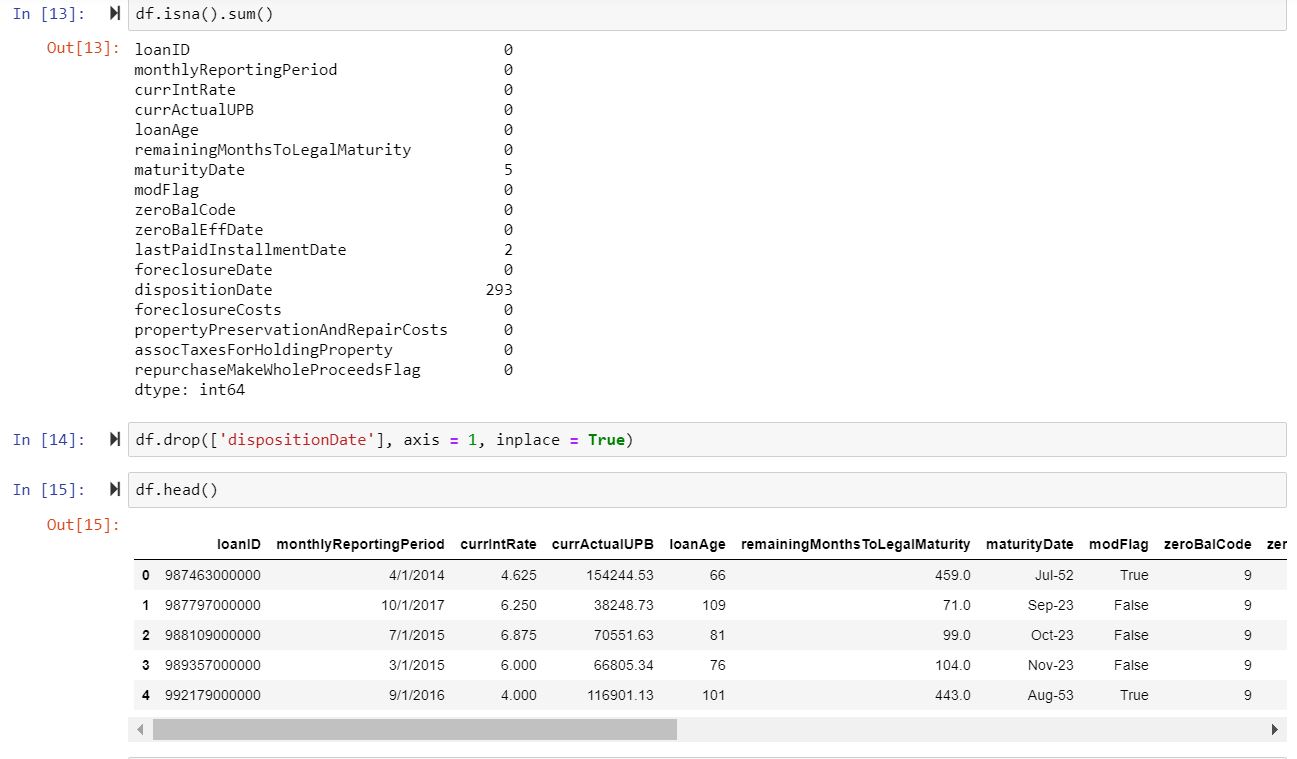 In [13]: df.isna().sum()
Out[13]: loanID 0
monthlyReportingPeriod 0
currIntRate 0
currActualUPB 0
loanAge 0
remainingMonthsToLegalMaturity 0
maturityDate 5
modFlag 0
zeroBalCode 0
zeroBalEffDate 0
lastPaidInstallmentDate 2
foreclosureDate 0
dispositionDate 293
foreclosureCosts 0
propertyPreservationAndRepairCosts 0
assocTaxesForHoldingProperty 0
repurchaseMakeWholeProceedsFlag 0
dtype: int64
In [14]: df.drop(['dispositionDate'], axis = 1, inplace = True)
In [15]: df.head()
Out[15]:
loanID monthlyReportingPeriod currIntRate currActualUPB loanAge remainingMonthsToLegalMaturity maturityDate modFlag zeroBalCode zer
0 987463000000 4/1/2014 4.625 154244.53 66 459.0 Jul-52 True 9
1 987797000000 10/1/2017 6.250 38248.73 109 71.0 Sep-23 False 9
2 988109000000 7/1/2015 6.875 70551.63 81 99.0 Oct-23 False 9
3 989357000000 3/1/2015 6.000 66805.34 76 104.0 Nov-23 False 9
4 992179000000 9/1/2016 4.000 116901.13 101 443.0 Aug-53 True 9